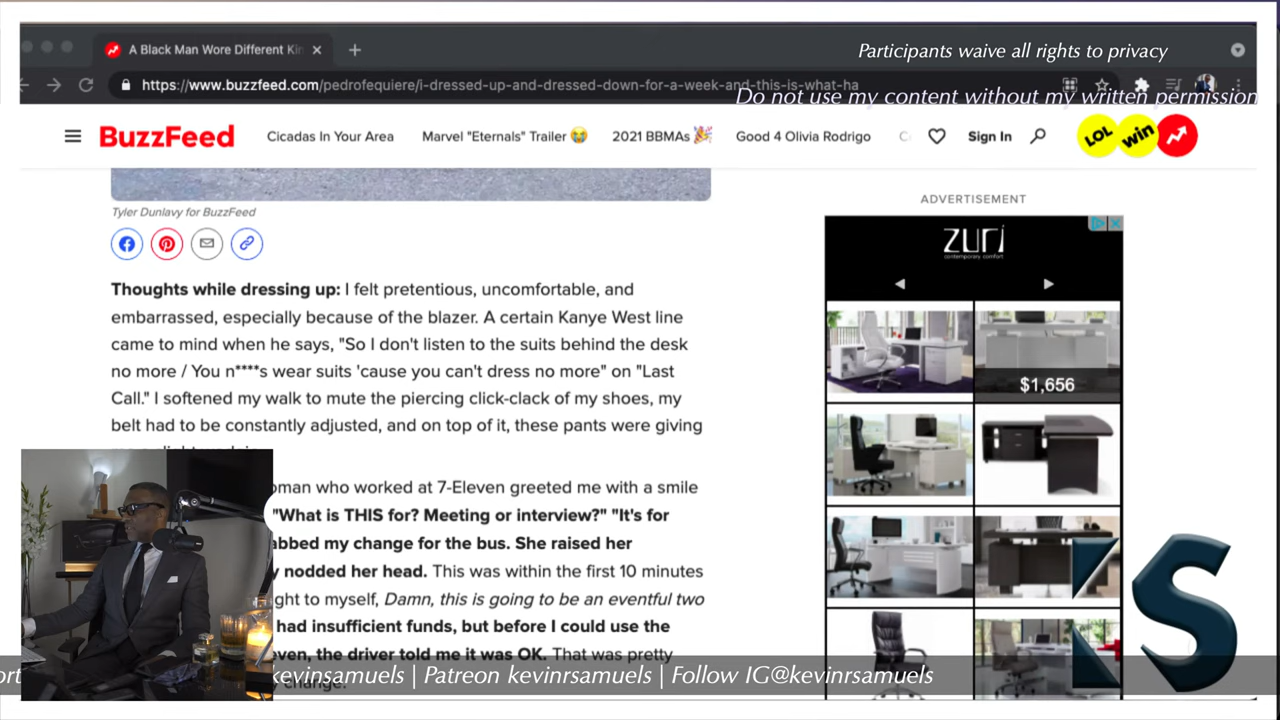 A Black Man Wore Different Kin
Participants waive all rights to privacy
https://www.buzzfeed.com/pedrofequiere/i-dressed-up-and-dressed-down-for-a-week-and-this-is-what-ha
Do not use my content without my written permission
BuzzFeed
Cicadas In Your Area
Marvel "Eternals" Trailer 😭
2021 BBMAs 🎉
Good 4 Olivia Rodrigo
Sign In
LOL
win
Tyler Dunlavy for BuzzFeed
ADVERTISEMENT
zuri
contemporary comfort
$1,656
Thoughts while dressing up: I felt pretentious, uncomfortable, and
embarrassed, especially because of the blazer. A certain Kanye West line
came to mind when he says, "So I don't listen to the suits behind the desk
no more / You n****s wear suits 'cause you can't dress no more" on "Last
Call." I softened my walk to mute the piercing click-clack of my shoes, my
belt had to be constantly adjusted, and on top of it, these pants were giving
oman who worked at 7-Eleven greeted me with a smile
"What is THIS for? Meeting or interview?" "It's for
abbed my change for the bus. She raised her
y nodded her head. This was within the first 10 minutes
ght to myself, Damn, this is going to be an eventful two
had insufficient funds, but before I could use the
even, the driver told me it was OK. That was pretty
change.
ort
kevinsamuels | Patreon kevinrsamuels | Follow IG@kevinrsamuels
KS